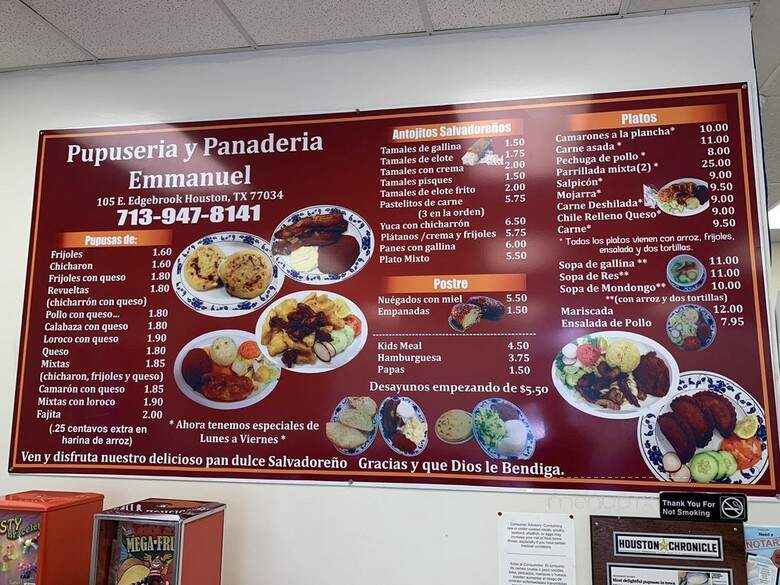 Pupuseria y Panaderia
Emmanuel
105 E. Edgebrook Houston, TX 77034
713-947-8141
Pupusas de:
Frijoles 1.60
Chicharon 1.60
Frijoles con queso 1.80
Revueltas 1.80
(chicharrón con queso)
Pollo con queso... 1.80
Calabaza con queso 1.80
Loroco con queso 1.90
Queso 1.80
Mixtas 1.85
(chicharon, frijoles y queso)
Camarón con queso 1.85
Mixtas con loroco 1.90
Fajita 2.00
(.25 centavos extra en
harina de arroz)
* Ahora tenemos especiales de
Lunes a Viernes *
Antojitos Salvadoreños
Tamales de gallina 1.50
Tamales de elote 1.75
Tamales con crema 2.00
Tamales pisques 1.50
Tamales de elote frito 2.00
Pastelitos de carne 5.75
(3 en la orden)
Yuca con chicharrón 6.50
Plátanos /crema y frijoles 5.75
Panes con gallina 6.00
Plato Mixto 5.50
Postre
Nuégados con miel 5.50
Empanadas 1.50
Kids Meal 4.50
Hamburguesa 3.75
Papas 1.50
Desayunos empezando de $5.50
Platos
Camarones a la plancha* 10.00
Carne asada * 11.00
Pechuga de pollo * 8.00
Parrillada mixta(2) * 25.00
Salpicón* 9.00
Mojarra* 9.50
Carne Deshilada* 9.00
Chile Relleno Queso* 9.00
Carne* 9.50
* Todos los platos vienen con arroz, frijoles,
ensalada y dos tortillas.
Sopa de gallina ** 11.00
Sopa de Res** 11.00
Sopa de Mondongo** 10.00
**(con arroz y dos tortillas)
Mariscada 12.00
Ensalada de Pollo 7.95
Ven y disfruta nuestro delicioso pan dulce Salvadoreño Gracias y que Dios le Bendiga.
Thank You For
Not Smoking
HOUSTON CHRONICLE
Need a
NOTAR
MEGA-FRU